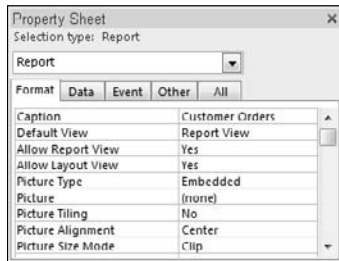 Property Sheet
Selection type: Report
Report
Format Data Event Other All
Caption Customer Orders
Default View Report View
Allow Report View Yes
Allow Layout View Yes
Picture Type Embedded
Picture (none)
Picture Tiling No
Picture Alignment Center
Picture Size Mode Clip